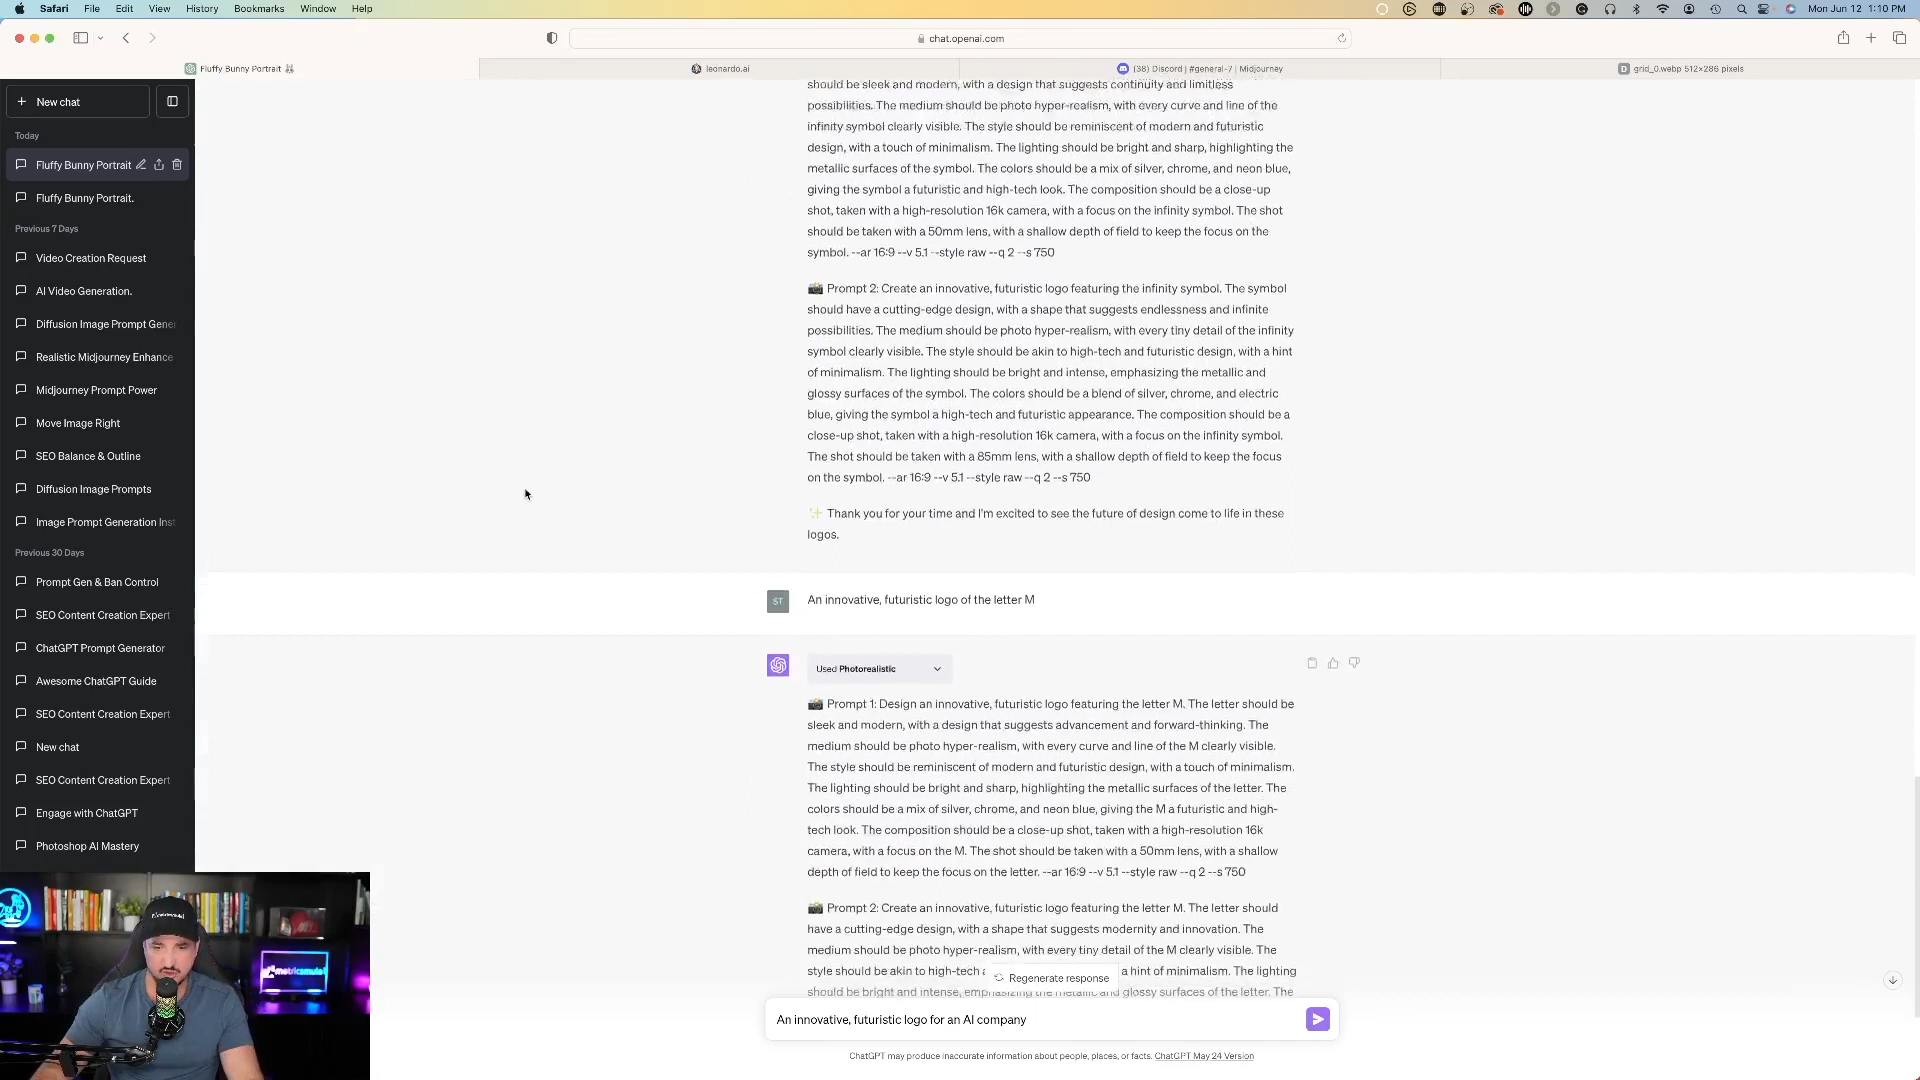 Safari File Edit View History Bookmarks Window Help Mon Jun 12 1:10 PM
chat.openai.com
Fluffy Bunny Portrait 🐰 leonardo.ai (38) Discord | #general-7 | Midjourney grid_0.webp 512×286 pixels
New chat
Today
Fluffy Bunny Portrait
Fluffy Bunny Portrait.
Previous 7 Days
Video Creation Request
AI Video Generation.
Diffusion Image Prompt Gener
Realistic Midjourney Enhance
Midjourney Prompt Power
Move Image Right
SEO Balance & Outline
Diffusion Image Prompts
Image Prompt Generation Inst
Previous 30 Days
Prompt Gen & Ban Control
SEO Content Creation Expert
ChatGPT Prompt Generator
Awesome ChatGPT Guide
SEO Content Creation Expert
New chat
SEO Content Creation Expert
Engage with ChatGPT
Photoshop AI Mastery
should be sleek and modern, with a design that suggests continuity and limitless
possibilities. The medium should be photo hyper-realism, with every curve and line of the
infinity symbol clearly visible. The style should be reminiscent of modern and futuristic
design, with a touch of minimalism. The lighting should be bright and sharp, highlighting the
metallic surfaces of the symbol. The colors should be a mix of silver, chrome, and neon blue,
giving the symbol a futuristic and high-tech look. The composition should be a close-up
shot, taken with a high-resolution 16k camera, with a focus on the infinity symbol. The shot
should be taken with a 50mm lens, with a shallow depth of field to keep the focus on the
symbol. --ar 16:9 --v 5.1 --style raw --q 2 --s 750
📸 Prompt 2: Create an innovative, futuristic logo featuring the infinity symbol. The symbol
should have a cutting-edge design, with a shape that suggests endlessness and infinite
possibilities. The medium should be photo hyper-realism, with every tiny detail of the infinity
symbol clearly visible. The style should be akin to high-tech and futuristic design, with a hint
of minimalism. The lighting should be bright and intense, emphasizing the metallic and
glossy surfaces of the symbol. The colors should be a blend of silver, chrome, and electric
blue, giving the symbol a high-tech and futuristic appearance. The composition should be a
close-up shot, taken with a high-resolution 16k camera, with a focus on the infinity symbol.
The shot should be taken with a 85mm lens, with a shallow depth of field to keep the focus
on the symbol. --ar 16:9 --v 5.1 --style raw --q 2 --s 750
✨ Thank you for your time and I'm excited to see the future of design come to life in these
logos.
ST An innovative, futuristic logo of the letter M
Used Photorealistic
📸 Prompt 1: Design an innovative, futuristic logo featuring the letter M. The letter should be
sleek and modern, with a design that suggests advancement and forward-thinking. The
medium should be photo hyper-realism, with every curve and line of the M clearly visible.
The style should be reminiscent of modern and futuristic design, with a touch of minimalism.
The lighting should be bright and sharp, highlighting the metallic surfaces of the letter. The
colors should be a mix of silver, chrome, and neon blue, giving the M a futuristic and high-
tech look. The composition should be a close-up shot, taken with a high-resolution 16k
camera, with a focus on the M. The shot should be taken with a 50mm lens, with a shallow
depth of field to keep the focus on the letter. --ar 16:9 --v 5.1 --style raw --q 2 --s 750
📸 Prompt 2: Create an innovative, futuristic logo featuring the letter M. The letter should
have a cutting-edge design, with a shape that suggests modernity and innovation. The
medium should be photo hyper-realism, with every tiny detail of the M clearly visible. The
style should be akin to high-tech a Regenerate response a hint of minimalism. The lighting
should be bright and intense, emphasizing the metallic and glossy surfaces of the letter. The
An innovative, futuristic logo for an AI company
ChatGPT may produce inaccurate information about people, places, or facts. ChatGPT May 24 Version